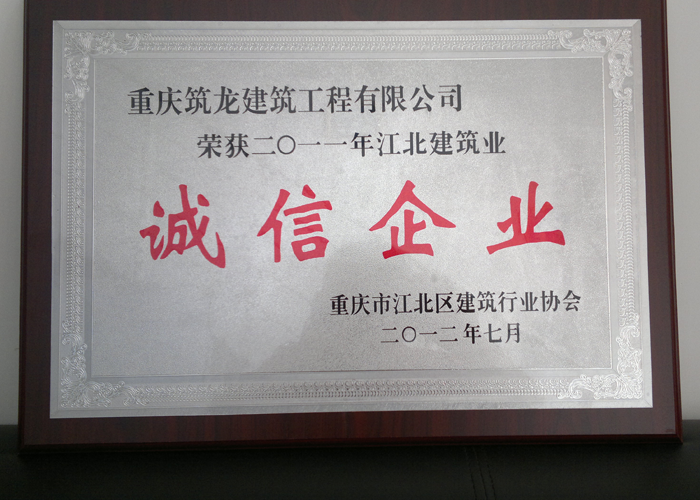 重庆筑龙建筑工程有限公司
荣获二〇一一年江北建筑业
诚信企业
重庆市江北区建筑行业协会
二〇一二年七月